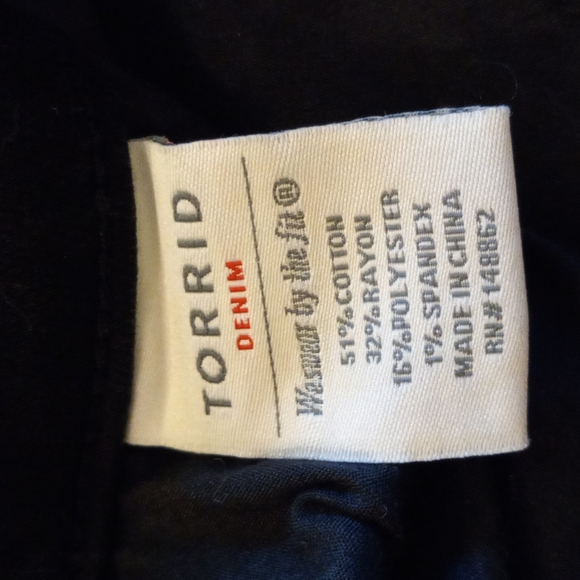 TORRID
DENIM
We swear by the fit®
51%COTTON
32%RAYON
16%POLYESTER
1%SPANDEX
MADE IN CHINA
RN# 148862